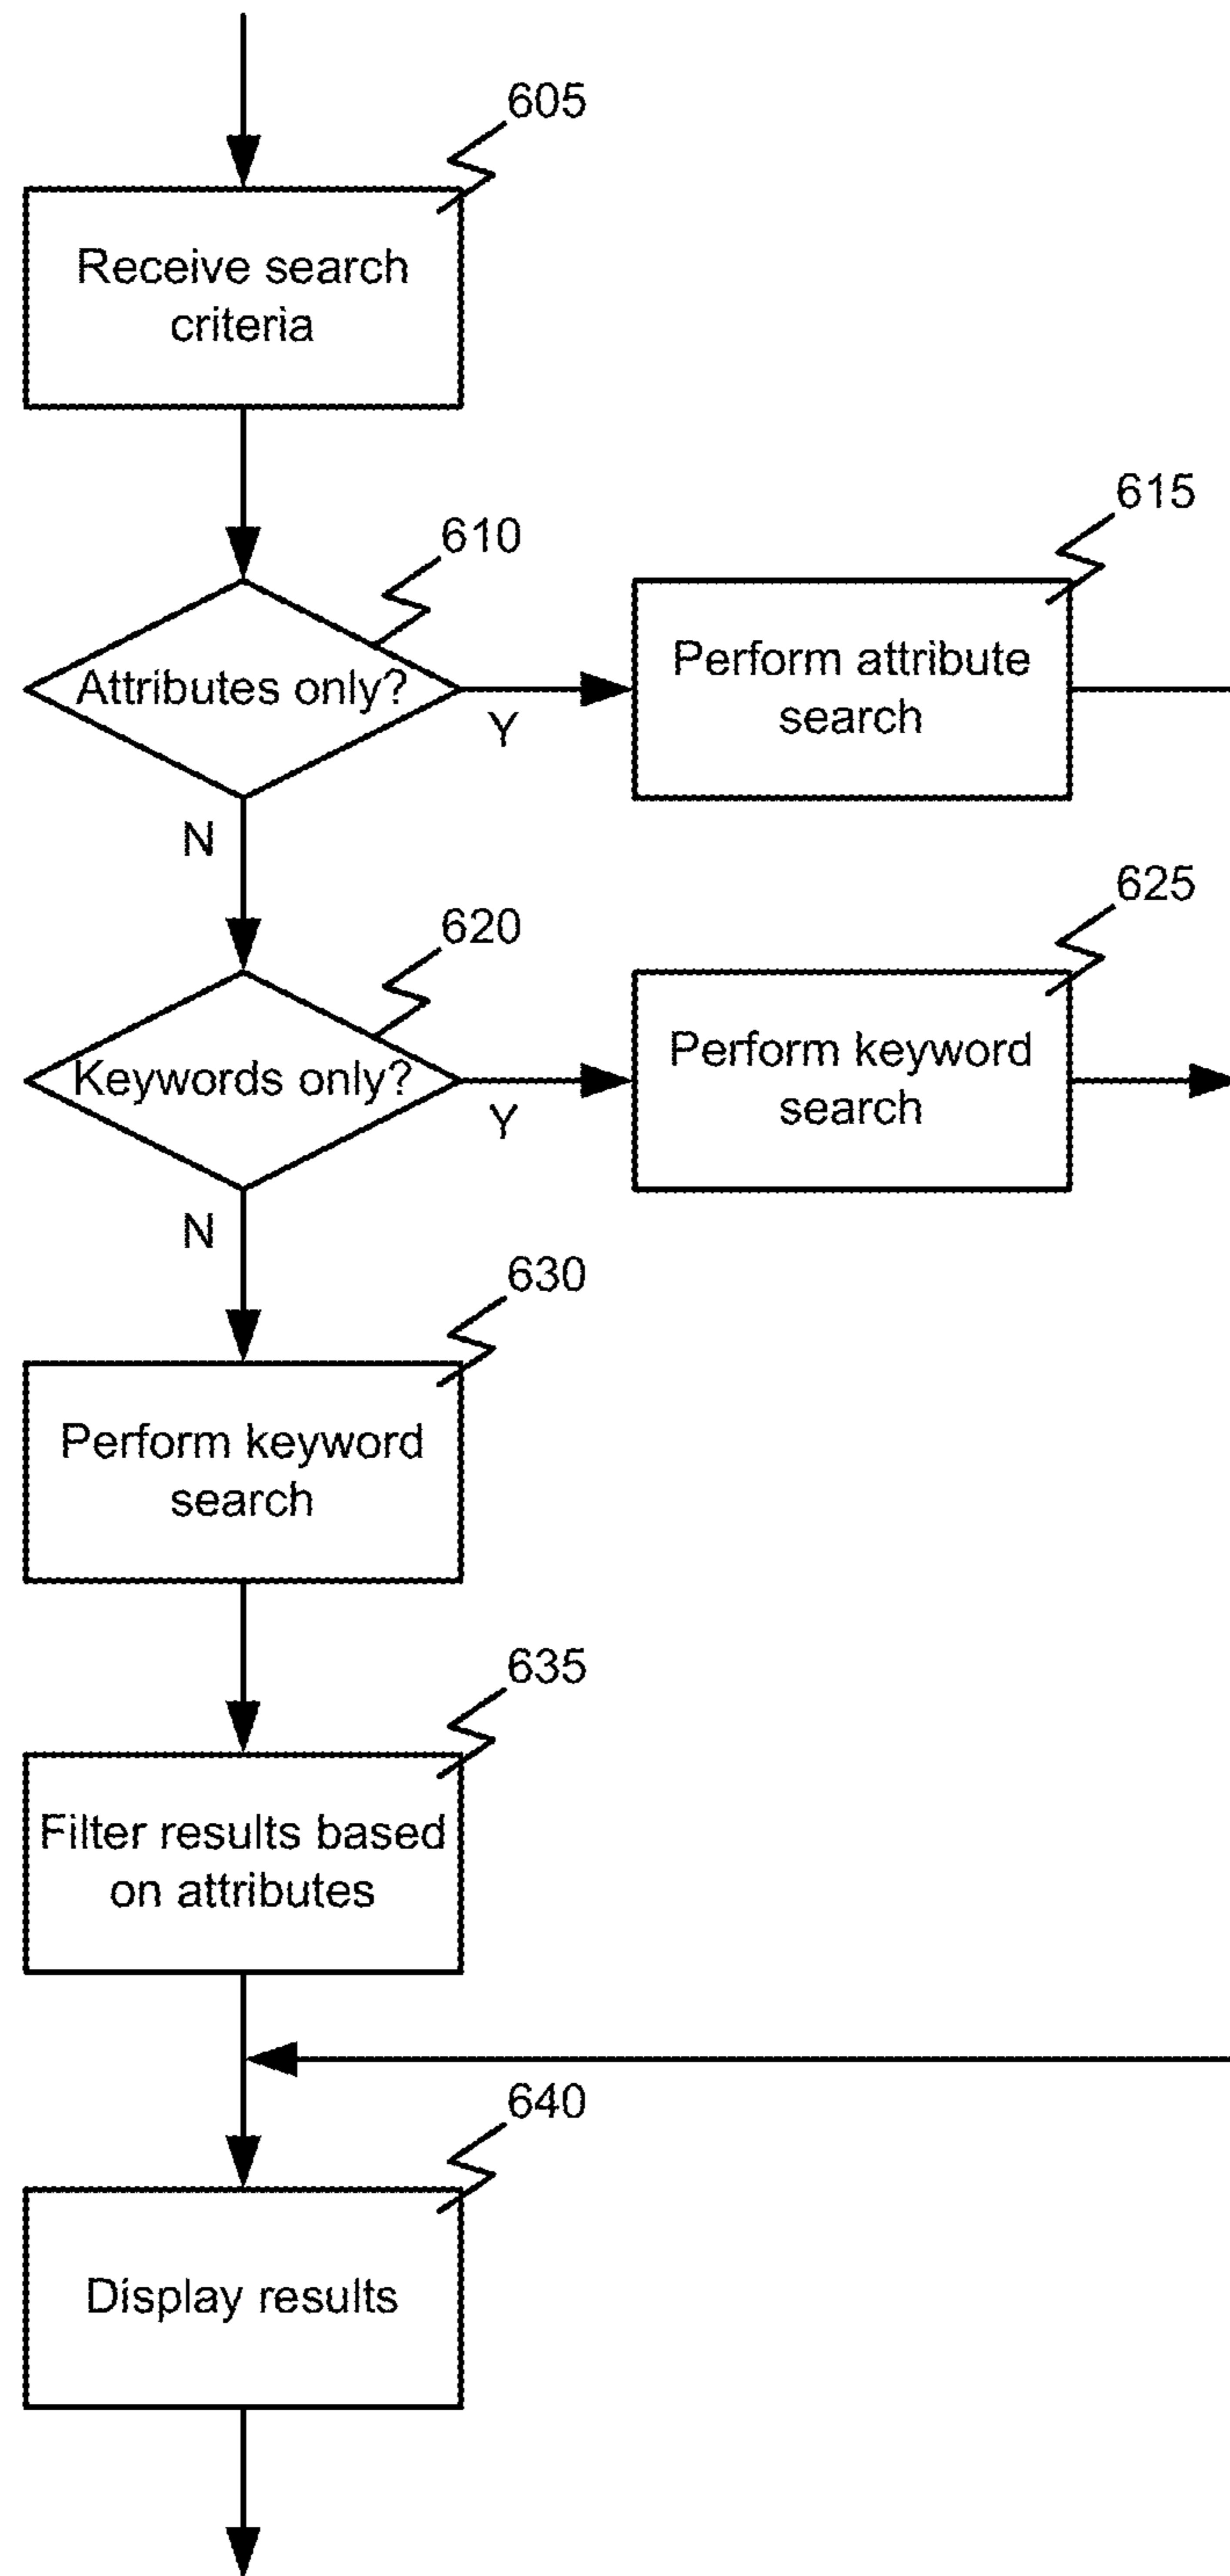 605
Receive search
criteria
610
Attributes only?
Y
N
615
Perform attribute
search
620
Keywords only?
Y
N
625
Perform keyword
search
630
Perform keyword
search
635
Filter results based
on attributes
640
Display results